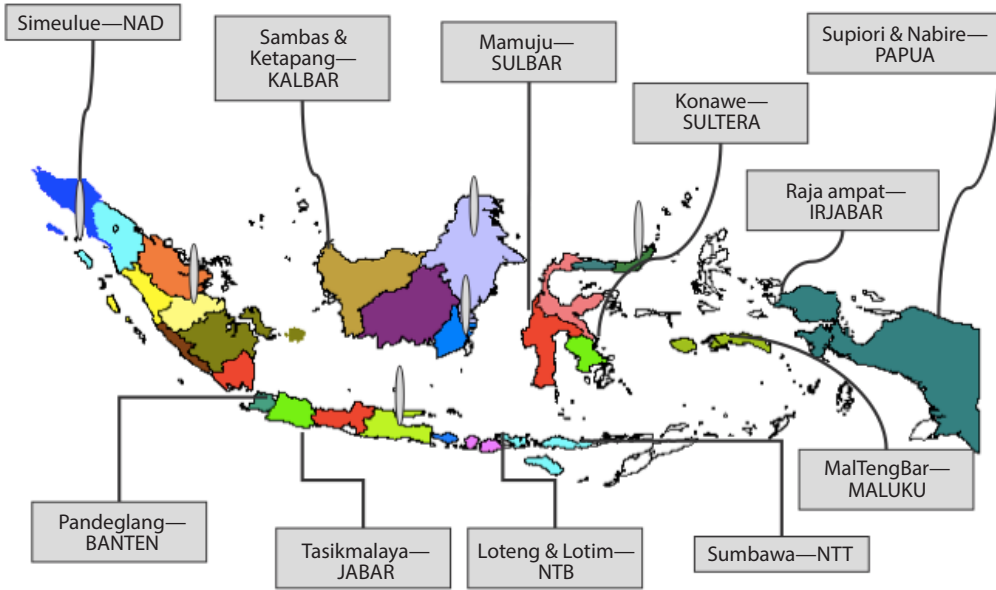 Simeulue—NAD
Sambas &
Ketapang—
KALBAR
Mamuju—
SULBAR
Supiori & Nabire—
PAPUA
Konawe—
SULTERA
Raja ampat—
IRJABAR
MalTengBar—
MALUKU
Pandeglang—
BANTEN
Tasikmalaya—
JABAR
Loteng & Lotim—
NTB
Sumbawa—NTT